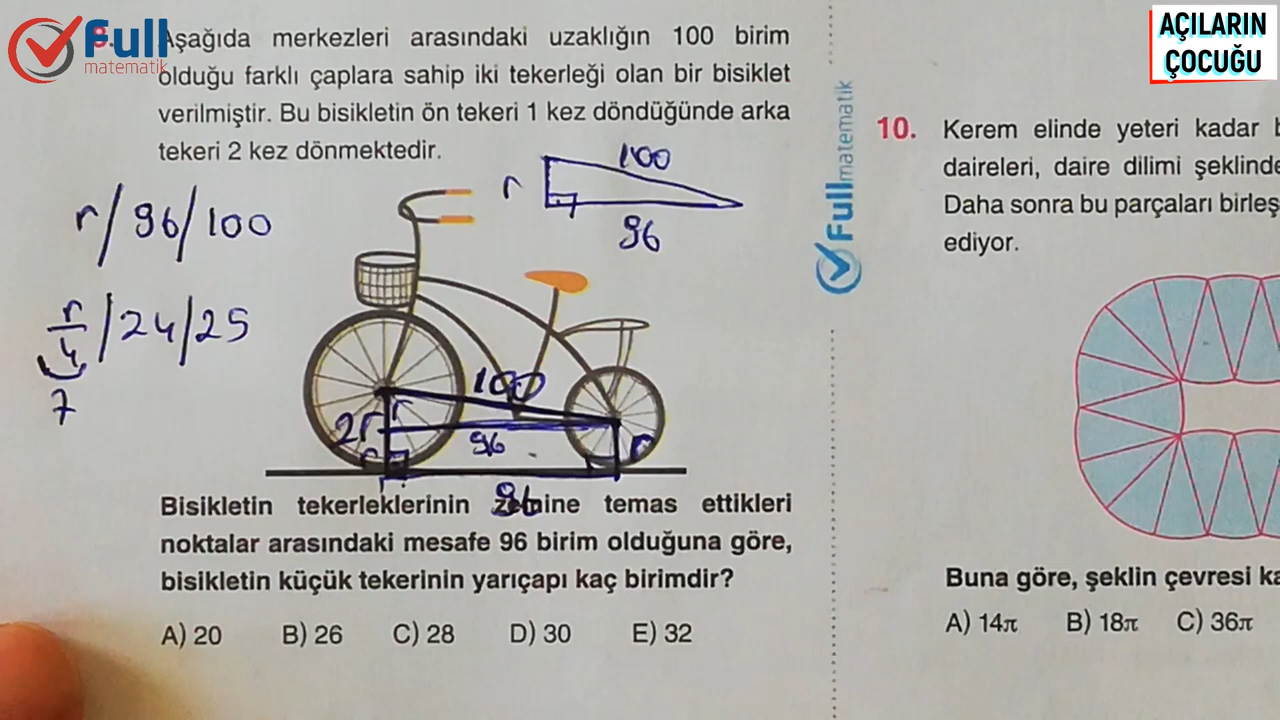 Full
matematik
AÇILARIN
ÇOCUĞU
8. Aşağıda merkezleri arasındaki uzaklığın 100 birim
olduğu farklı çaplara sahip iki tekerleği olan bir bisiklet
verilmiştir. Bu bisikletin ön tekeri 1 kez döndüğünde arka
tekeri 2 kez dönmektedir.
r/96/100
r/4/24/25
7
r
100
96
100
r
2r
r
96
r
96
Bisikletin tekerleklerinin zemine temas ettikleri
noktalar arasındaki mesafe 96 birim olduğuna göre,
bisikletin küçük tekerinin yarıçapı kaç birimdir?
A) 20 B) 26 C) 28 D) 30 E) 32
Full matematik
10. Kerem elinde yeteri kadar
daireleri, daire dilimi şeklinde
Daha sonra bu parçaları birleş
ediyor.
Buna göre, şeklin çevresi ka
A) 14π B) 18π C) 36π